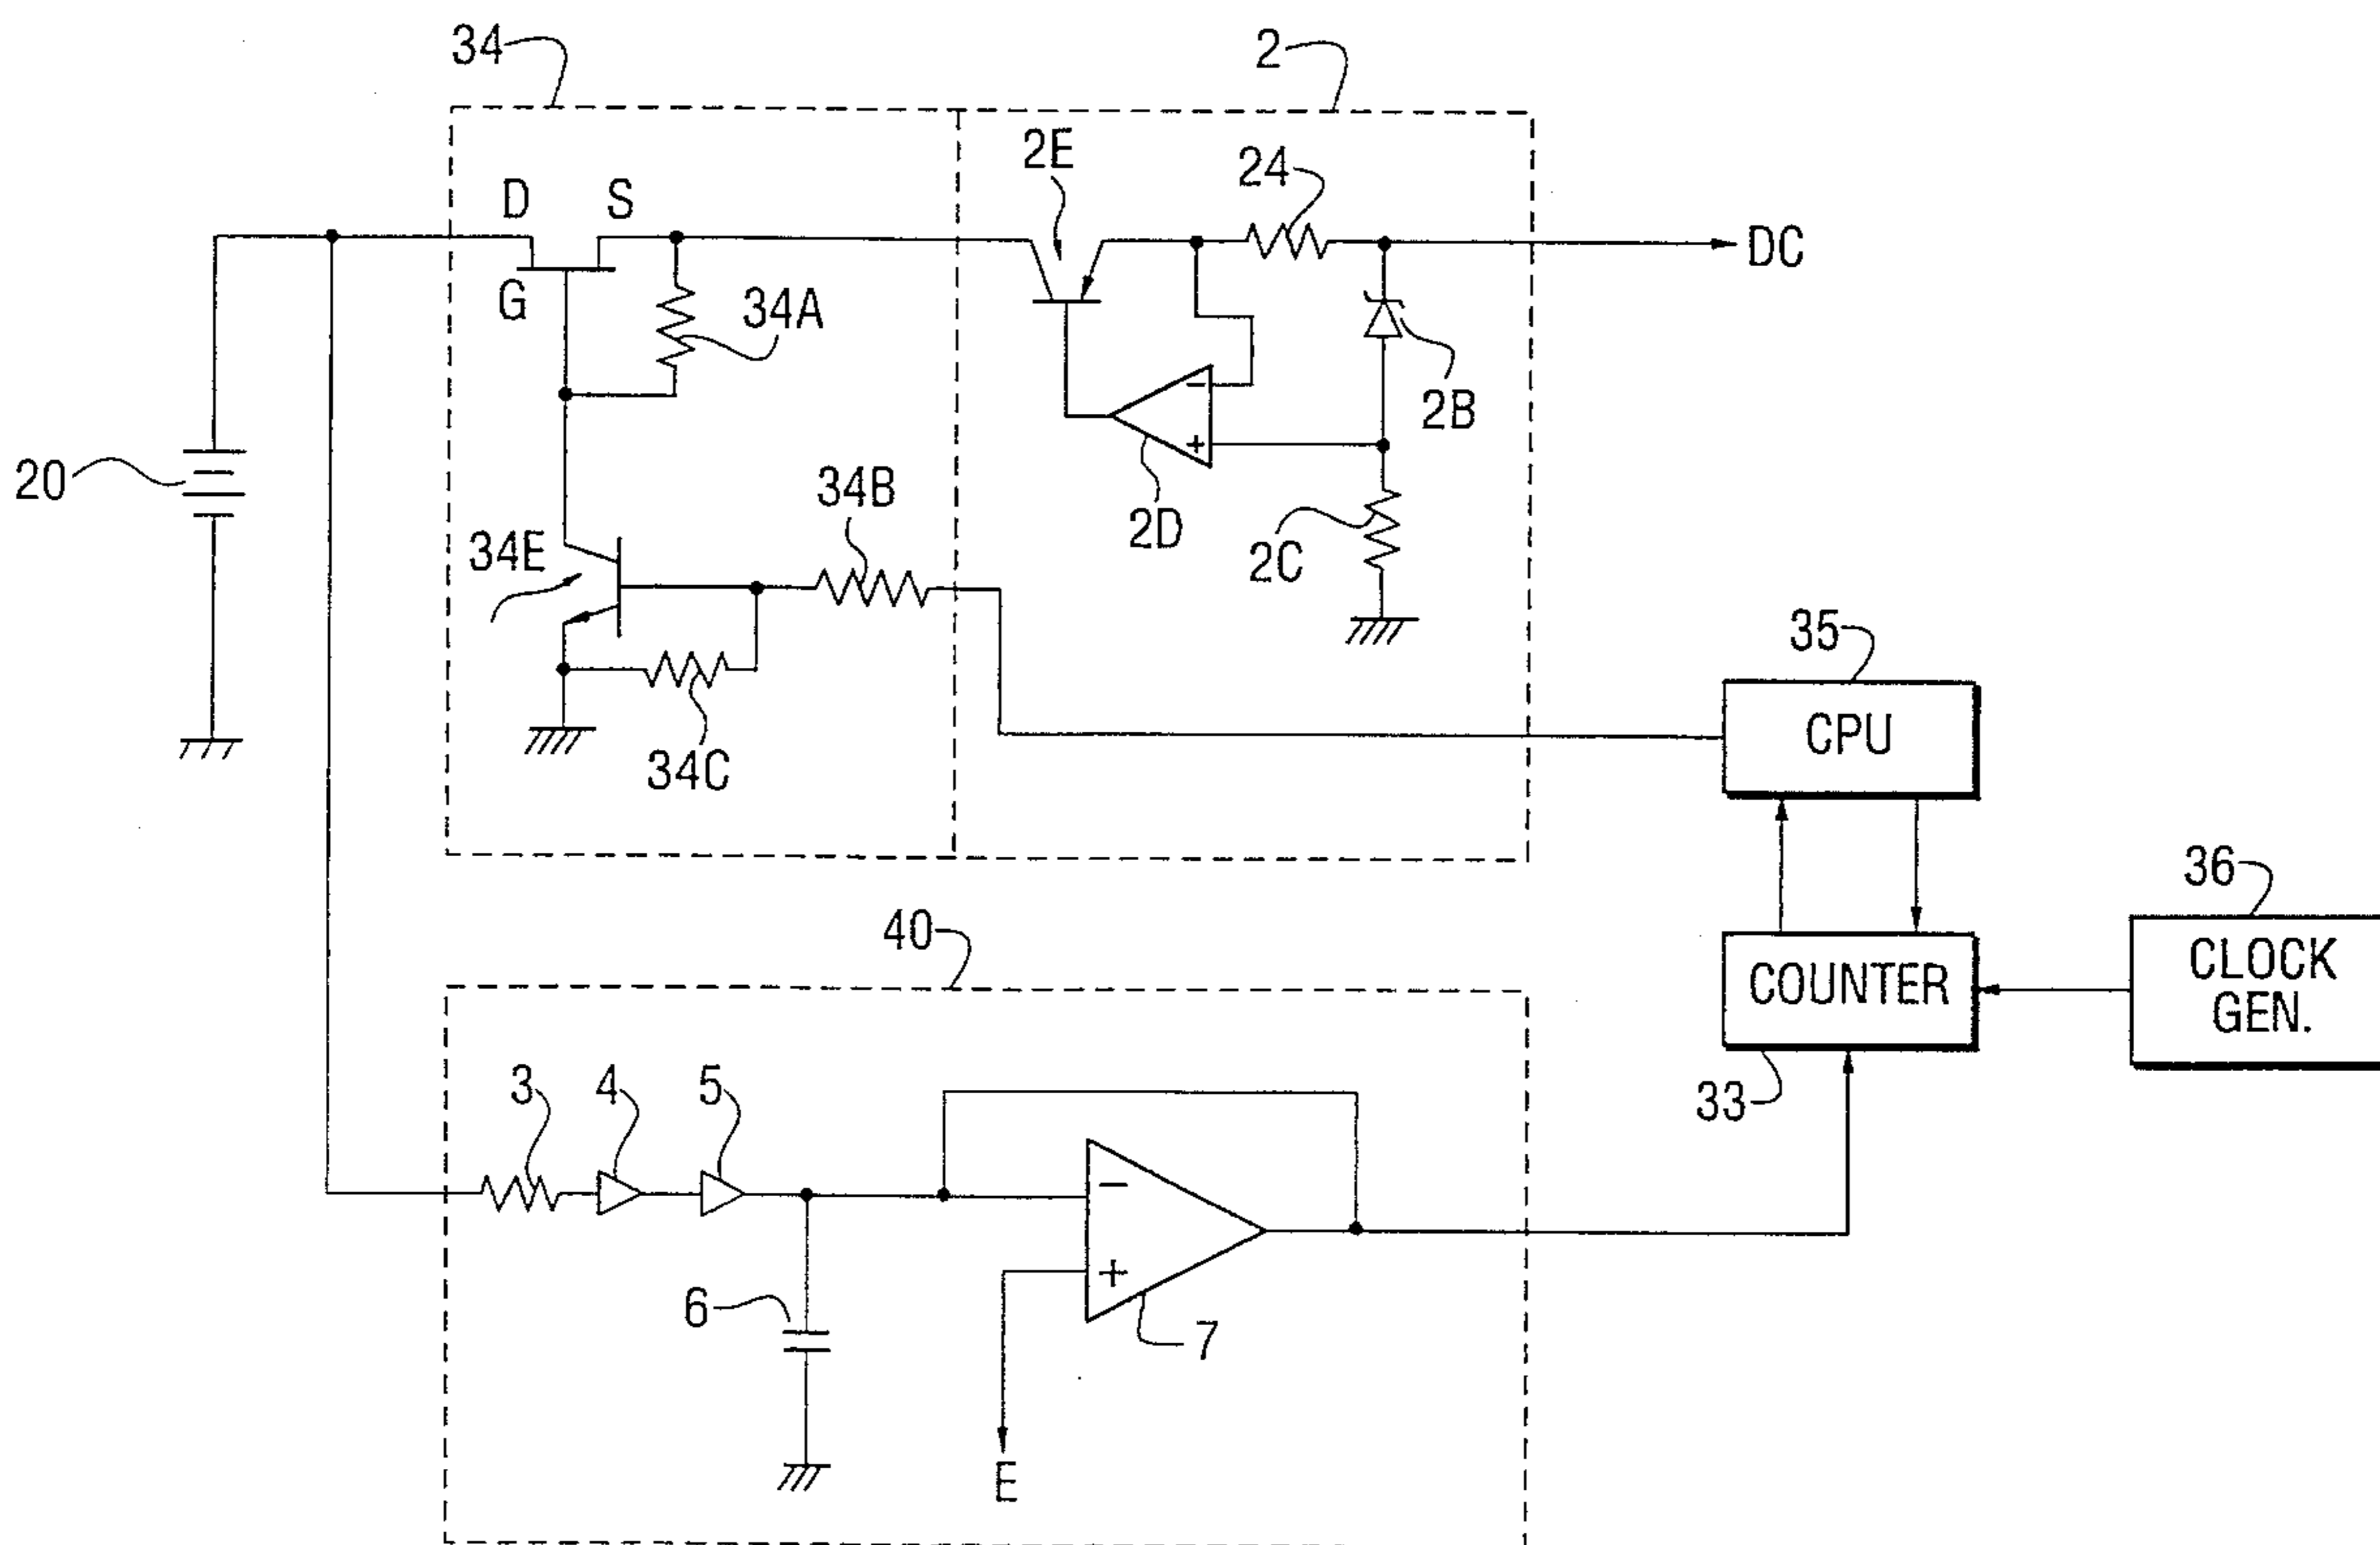 34
2
2E
24
D
S
DC
G
34A
2B
20
34B
2D
34E
2C
35
CPU
34C
36
40
CLOCK
GEN.
COUNTER
3
4
5
33
−
+
−
+
6
7
E